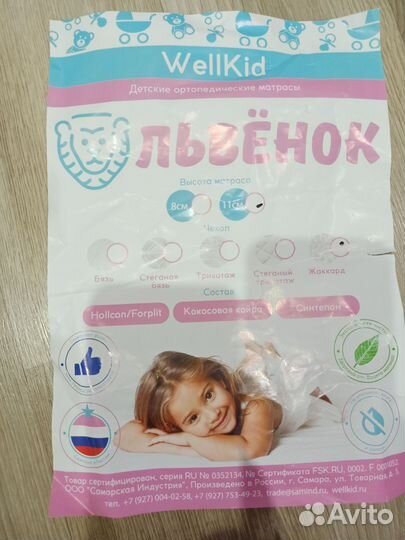 WellKid
Детские ортопедические матрасы
ЛЬВЁНОК
Высота матраса
8см 11см
Чехол
Бязь Стеганая бязь Трикотаж Стеганый трикотаж Жаккард
Состав
Hollcon/Forplit Кокосовая койра Синтепон
Товар сертифицирован, серия RU № 0352134, № Сертификата FSK.RU. 0002. F
ООО "Самарская Индустрия", Произведено в России, г. Самара, ул. Товарная, д. 5,
тел. +7 (927) 004-02-58, +7 (927) 753-49-23, trade@samind.ru, wellkid.ru
Avito